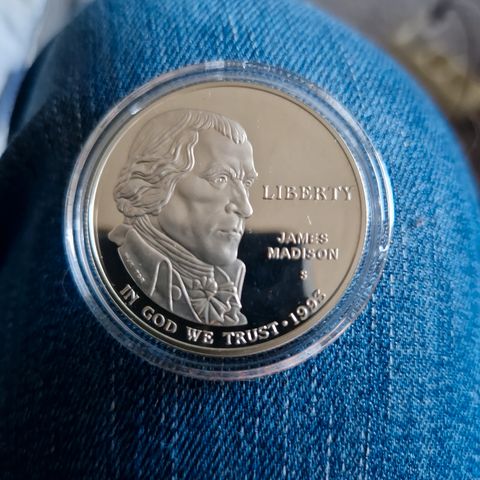 LIBERTY
JAMES
MADISON
S
IN GOD WE TRUST · 1993